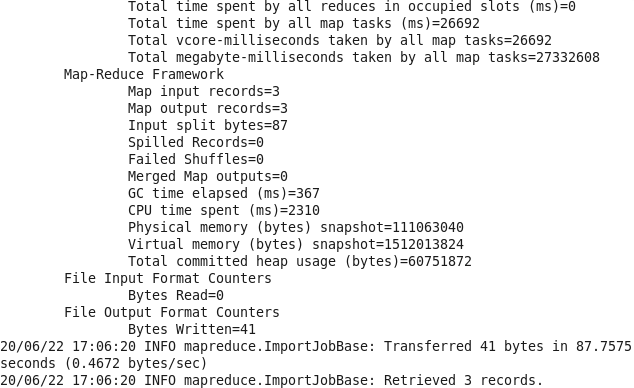 Total time spent by all reduces in occupied slots (ms)=0
Total time spent by all map tasks (ms)=26692
Total vcore-milliseconds taken by all map tasks=26692
Total megabyte-milliseconds taken by all map tasks=27332608
Map-Reduce Framework
Map input records=3
Map output records=3
Input split bytes=87
Spilled Records=0
Failed Shuffles=0
Merged Map outputs=0
GC time elapsed (ms)=367
CPU time spent (ms)=2310
Physical memory (bytes) snapshot=111063040
Virtual memory (bytes) snapshot=1512013824
Total committed heap usage (bytes)=60751872
File Input Format Counters
Bytes Read=0
File Output Format Counters
Bytes Written=41
20/06/22 17:06:20 INFO mapreduce.ImportJobBase: Transferred 41 bytes in 87.7575
seconds (0.4672 bytes/sec)
20/06/22 17:06:20 INFO mapreduce.ImportJobBase: Retrieved 3 records.